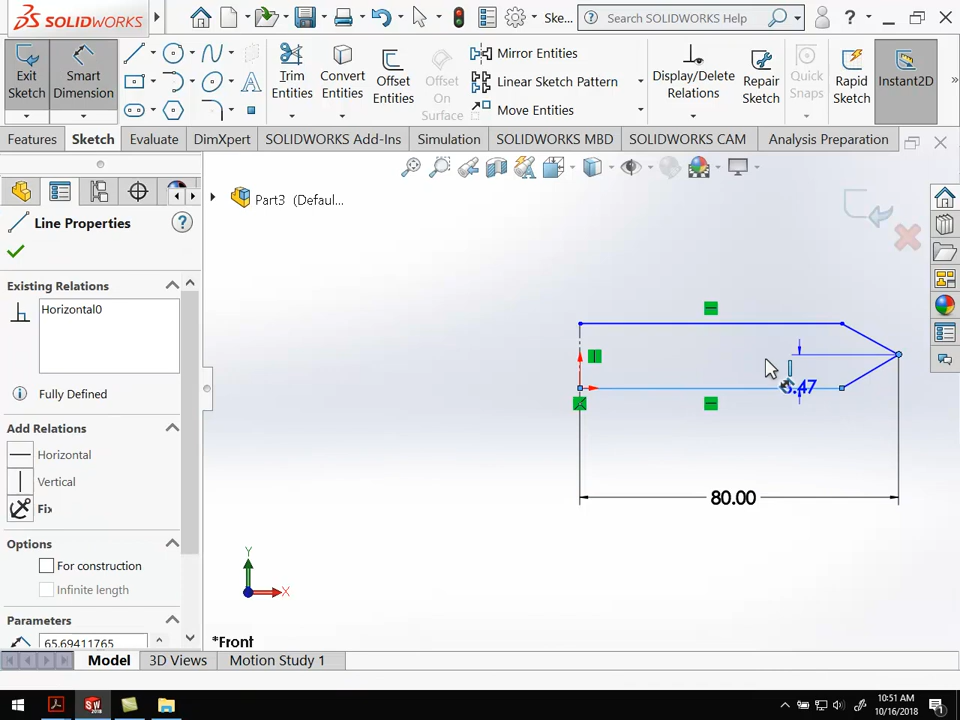 SOLIDWORKS
Ske...
Search SOLIDWORKS Help
Exit Sketch
Smart Dimension
Trim Entities
Convert Entities
Offset Entities
Offset On Surface
Mirror Entities
Linear Sketch Pattern
Move Entities
Display/Delete Relations
Repair Sketch
Quick Snaps
Rapid Sketch
Instant2D
Features
Sketch
Evaluate
DimXpert
SOLIDWORKS Add-Ins
Simulation
SOLIDWORKS MBD
SOLIDWORKS CAM
Analysis Preparation
Part3 (Defaul...
Line Properties
Existing Relations
Horizontal0
Fully Defined
Add Relations
Horizontal
Vertical
Fix
Options
For construction
Infinite length
Parameters
65.69411765
80.00
Y
X
*Front
Model
3D Views
Motion Study 1
10:51 AM
10/16/2018